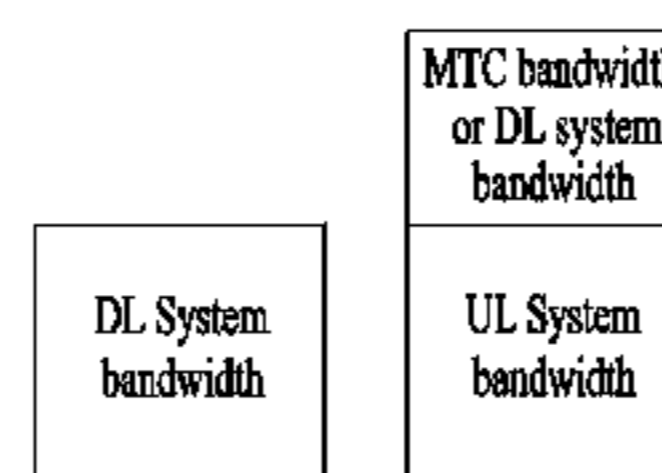 MTC bandwidt
or DL system
bandwidth
DL System
bandwidth
UL System
bandwidth